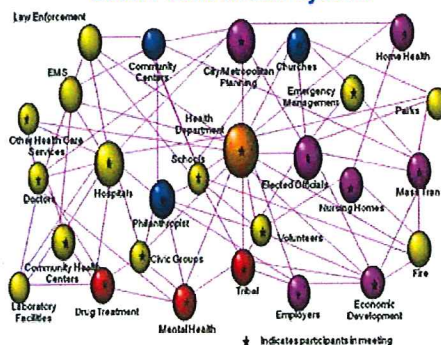 Law Enforcement
Community
Centers
City/Metropolitan
Planning
Churches
Home Health
EMS
Emergency
Management
Parks
Other Health Care
Services
Health
Department
Schools
Doctors
Hospitals
Elected Officials
Mass Tran
Philanthropist
Nursing Homes
Volunteers
Civic Groups
Community Health
Centers
Fire
Tribal
Laboratory
Facilities
Drug Treatment
Mental Health
Employers
Economic
Development
★ Indicates participants in meeting